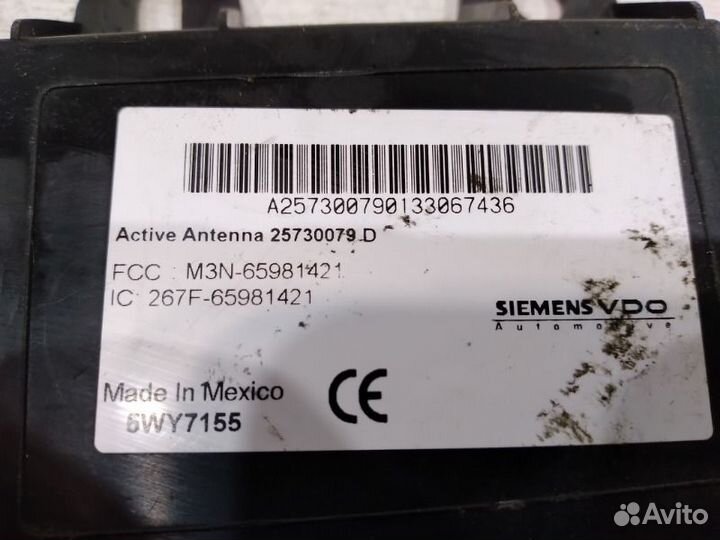 A257300790133067436
Active Antenna 25730079 D
FCC : M3N-65981421
IC: 267F-65981421
SIEMENS VDO
Automotive
Made In Mexico
CE
5WY7155
Avito